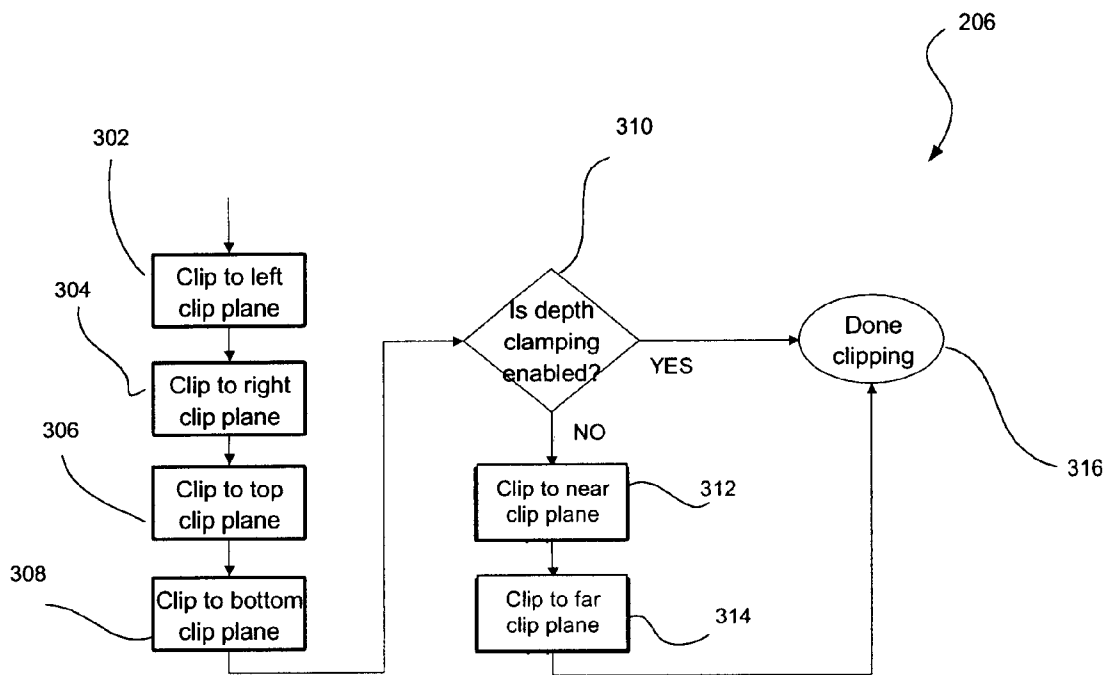 206
310
302
Clip to left
clip plane
304
Clip to right
clip plane
306
Clip to top
clip plane
308
Clip to bottom
clip plane
Is depth
clamping
enabled?
YES
NO
Clip to near
clip plane
312
Clip to far
clip plane
314
Done
clipping
316